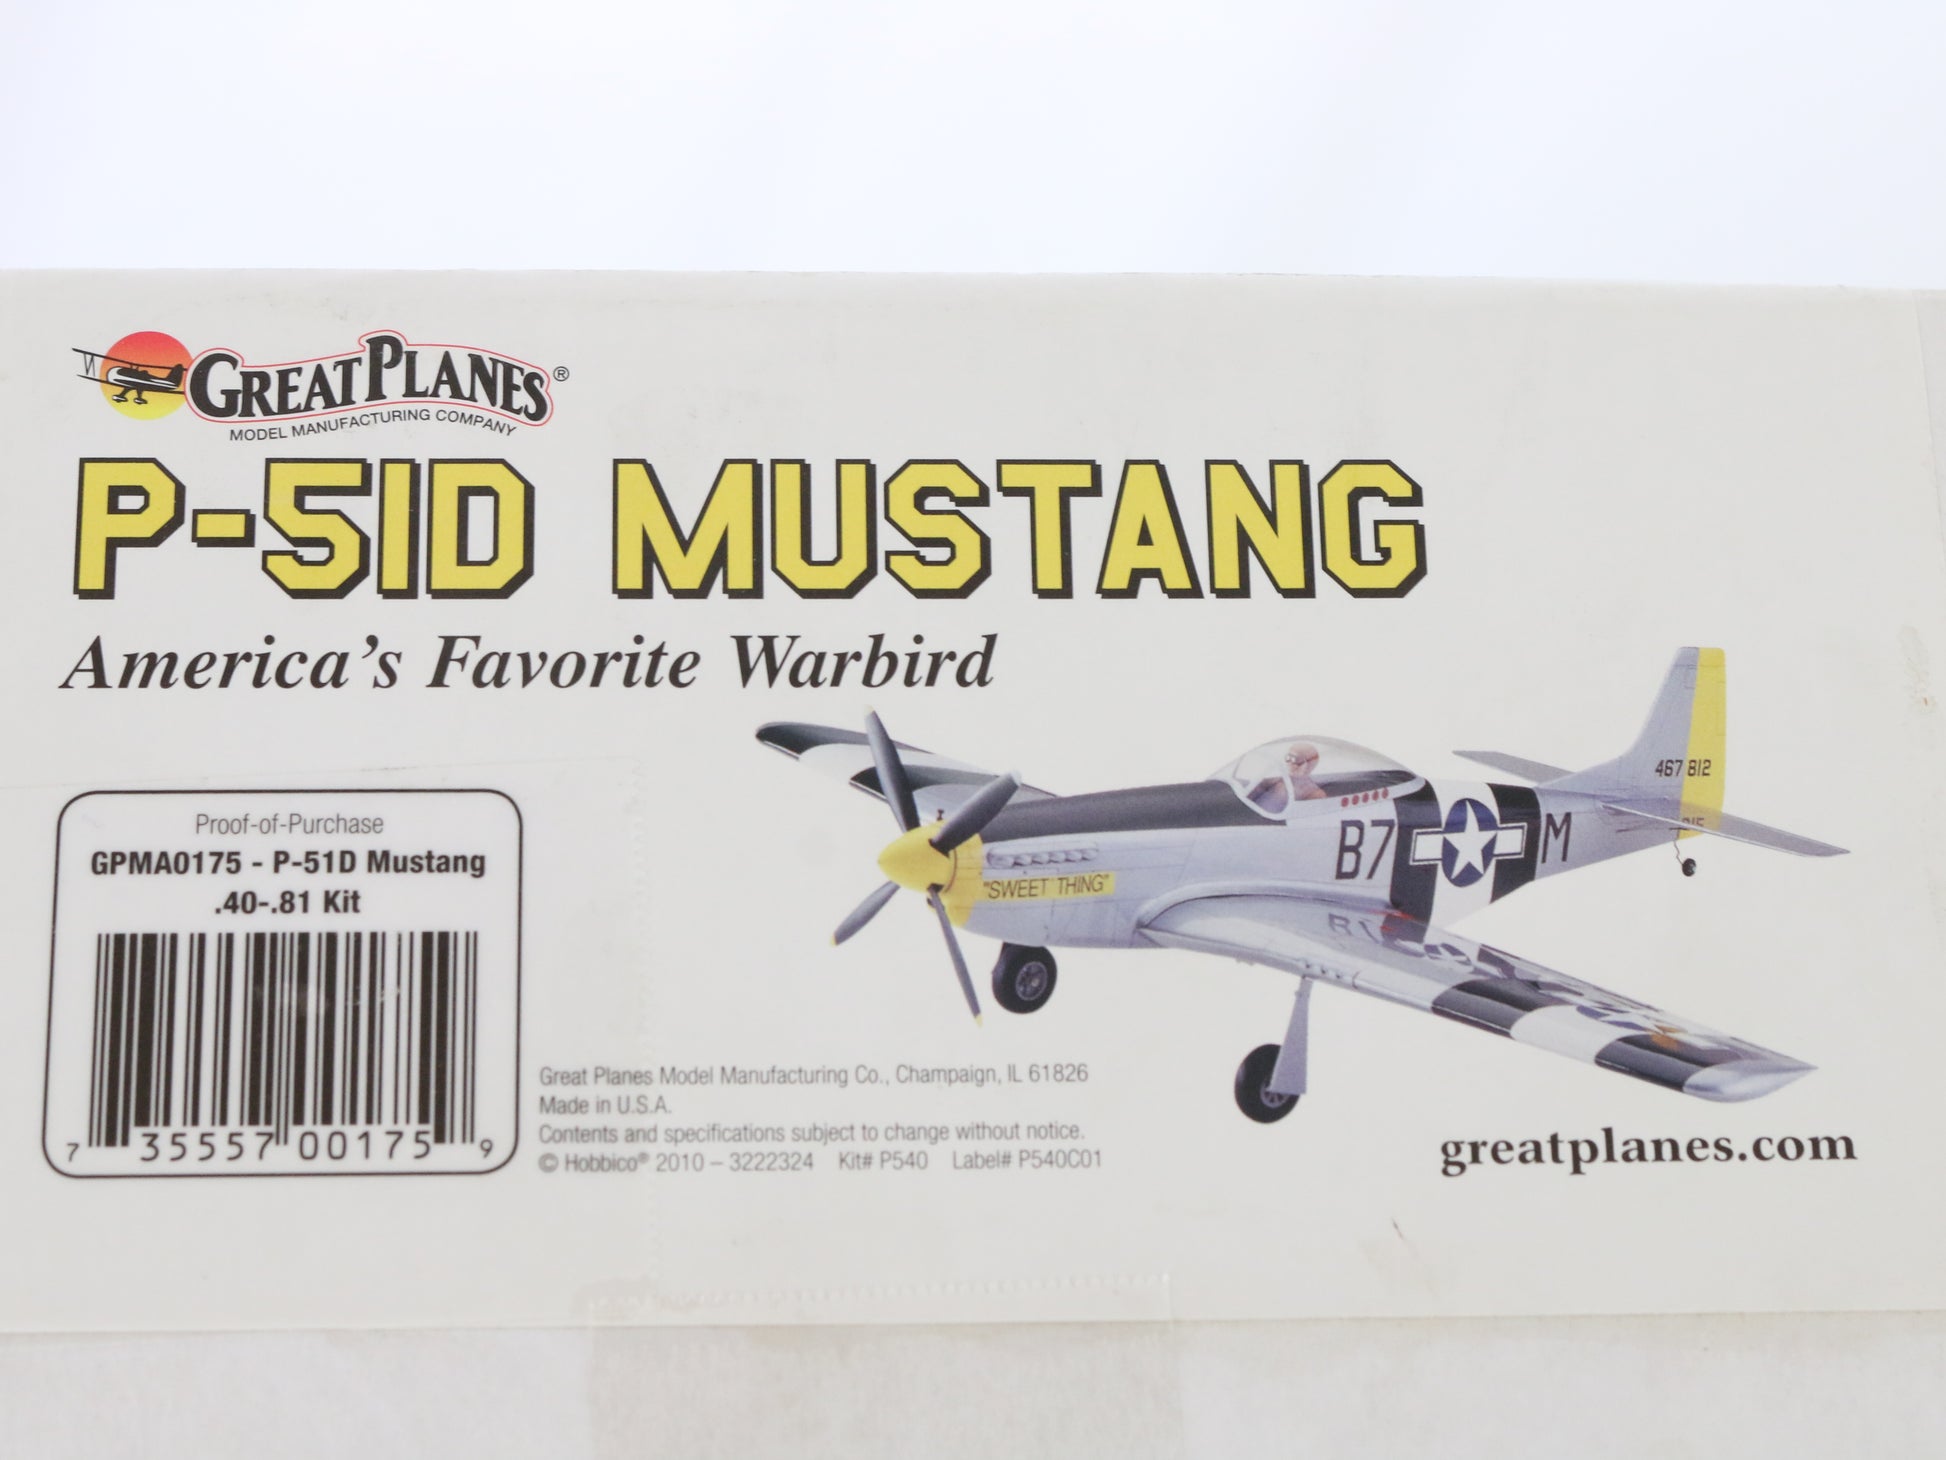 GREAT PLANES®
MODEL MANUFACTURING COMPANY
P-51D MUSTANG
America's Favorite Warbird
467812
B7 M
"SWEET THING"
Proof-of-Purchase
GPMA0175 - P-51D Mustang
.40-.81 Kit
7 35557 00175 9
Great Planes Model Manufacturing Co., Champaign, IL 61826
Made in U.S.A.
Contents and specifications subject to change without notice.
© Hobbico® 2010 – 3222324 Kit# P540 Label# P540C01
greatplanes.com